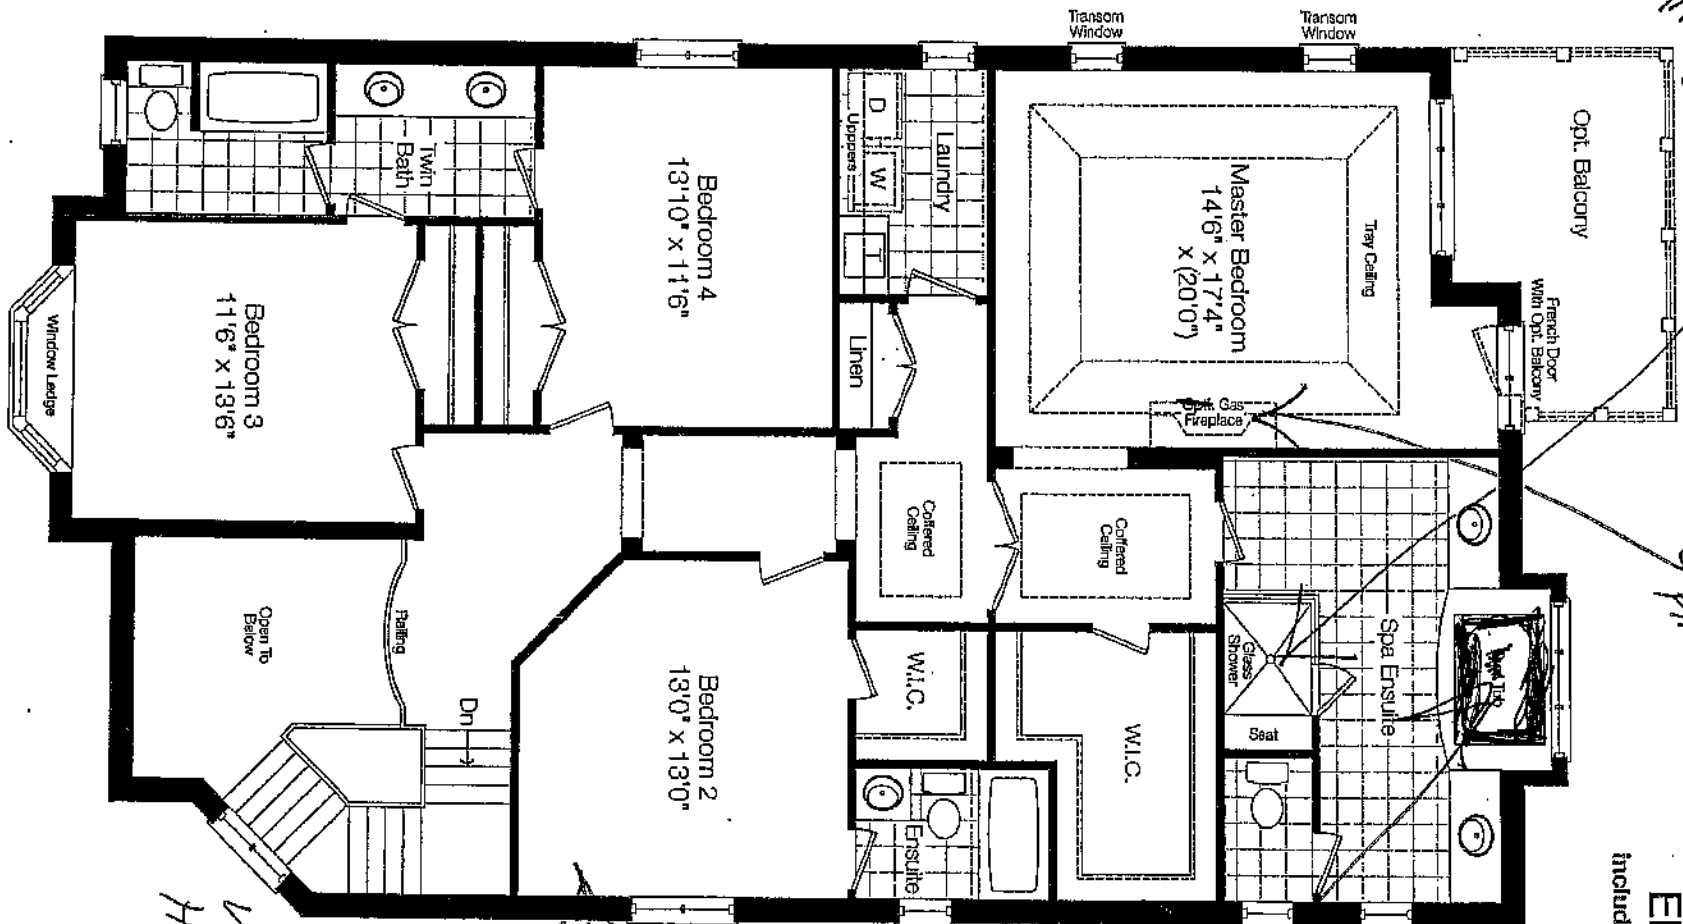 Transom
Window
Transom
Window
Opt. Balcony
French Door
With Opt. Balcony
Tray Ceiling
Master Bedroom
14'6" x 17'4"
x (20'0")
Opt. Gas
Fireplace
Laundry
D
W
Uppers
T
Linen
Twin
Bath
Bedroom 4
13'10" x 11'6"
Bedroom 3
11'6" x 13'6"
Window Ledge
Coffered
Ceiling
Coffered
Ceiling
Spa Ensuite
Glass
Shower
Seat
Tub
W.I.C.
W.I.C.
Bedroom 2
13'0" x 13'0"
Ensuite
Railing
Open To
Below
Dn
includ